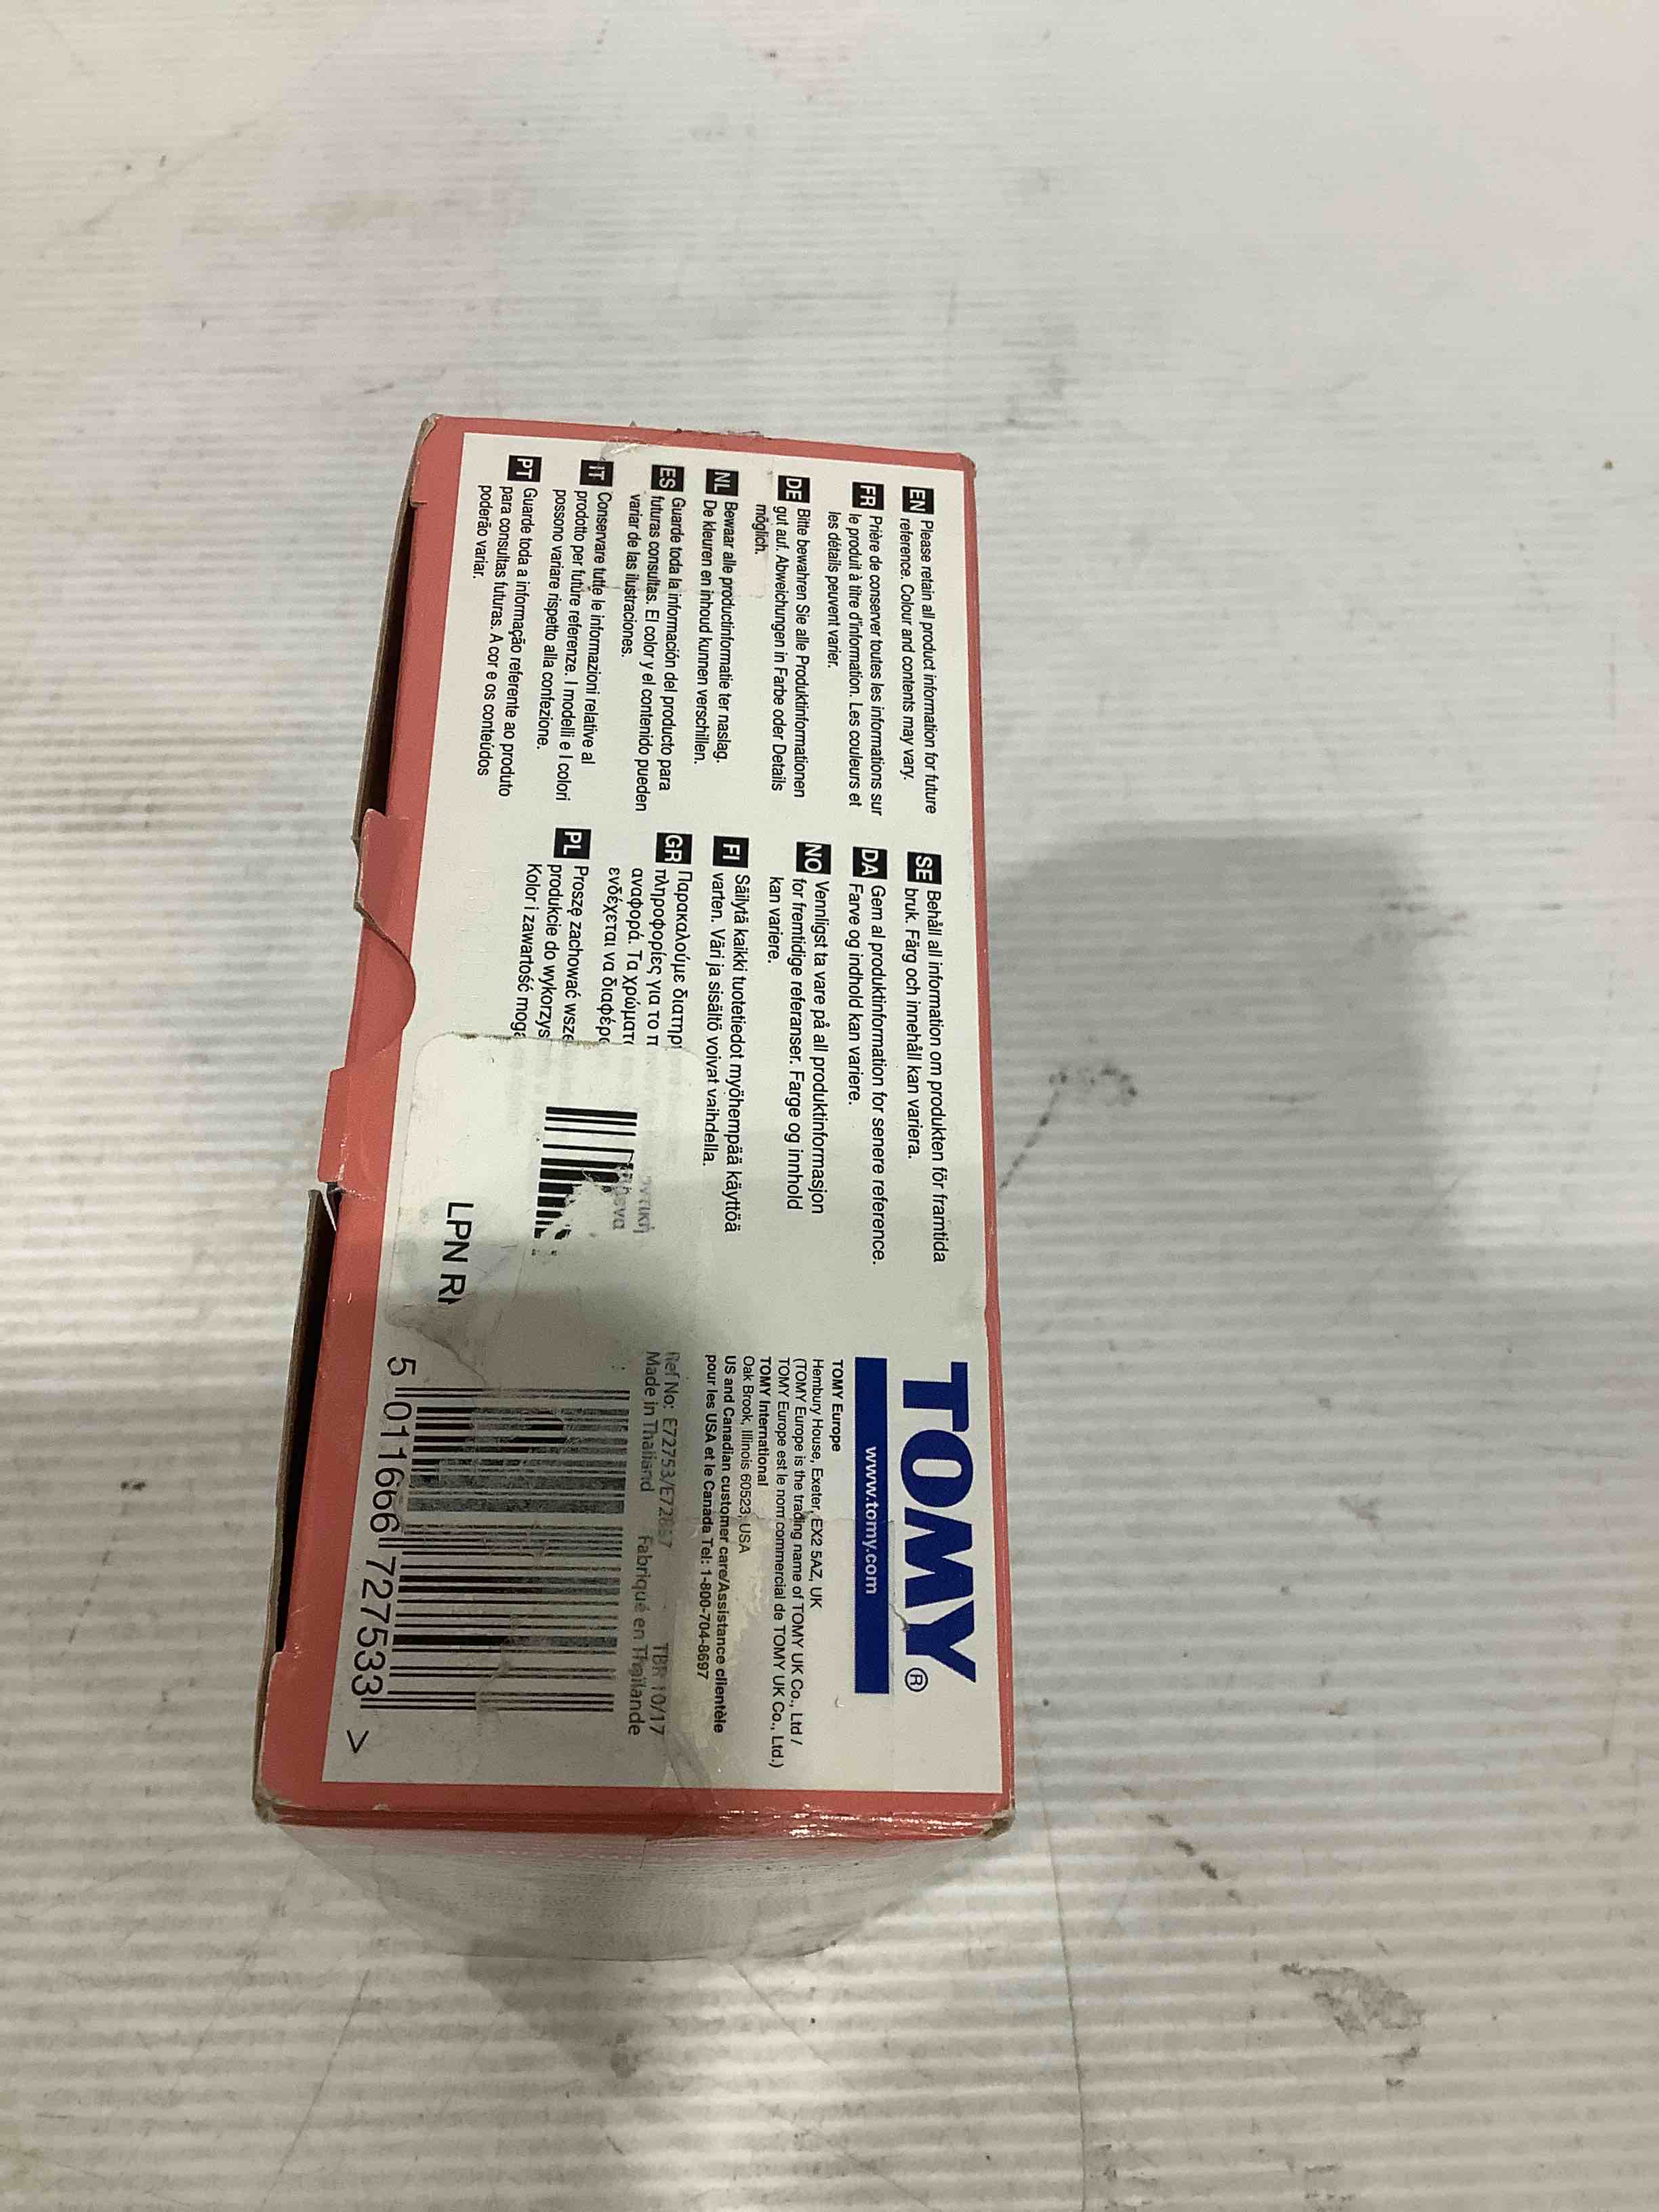 EN Please retain all product information for future
reference. Colour and contents may vary.
FR Prière de conserver toutes les informations sur
le produit à titre d'information. Les couleurs et
les détails peuvent varier.
DE Bitte bewahren Sie alle Produktinformationen
gut auf. Abweichungen in Farbe oder Details
möglich.
NL Bewaar alle productinformatie ter naslag.
De kleuren en inhoud kunnen verschillen.
ES Guarde toda la información del producto para
futuras consultas. El color y el contenido pueden
variar de las ilustraciones.
IT Conservare tutte le informazioni relative al
prodotto per future referenze. I modelli e I colori
possono variare rispetto alla confezione.
PT Guarde toda a informação referente ao produto
para consultas futuras. A cor e os conteúdos
poderão variar.
SE Behåll all information om produkten för framtida
bruk. Färg och innehåll kan variera.
DA Gem al produktinformation for senere reference.
Farve og indhold kan variere.
NO Vennligst ta vare på all produktinformasjon
for fremtidige referanser. Farge og innhold
kan variere.
FI Säilytä kaikki tuotetiedot myöhempää käyttöä
varten. Väri ja sisältö voivat vaihdella.
GR Παρακαλούμε
πληροφορίες για το
αναφορά. Τα
ενδέχεται να
PL Proszę zachować
produkcie do
Kolor i zawartość
LPN
TOMY®
www.tomy.com
TOMY Europe
Hembury House, Exeter, EX2 5AZ, UK
(TOMY Europe is the trading name of TOMY UK Co., Ltd /
TOMY Europe est le nom commercial de TOMY UK Co., Ltd.)
TOMY International
Oak Brook, Illinois 60523, USA
US and Canadian customer care/Assistance clientèle
pour les USA et le Canada Tel: 1-800-704-8697
Ref No: TBR 10/17
Made in Thailand Fabriqué en Thaïlande
5 011666 727533 >